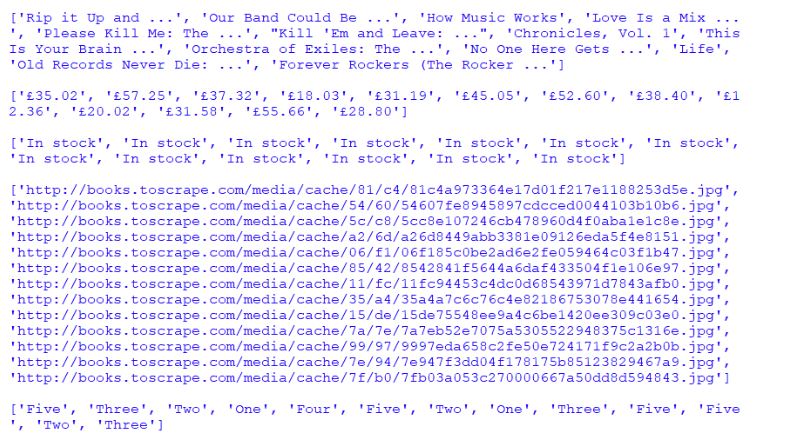 ['Rip it Up and ...', 'Our Band Could Be ...', 'How Music Works', 'Love Is a Mix ...
', 'Please Kill Me: The ...', "Kill 'Em and Leave: ...", 'Chronicles, Vol. 1', 'This
Is Your Brain ...', 'Orchestra of Exiles: The ...', 'No One Here Gets ...', 'Life',
'Old Records Never Die: ...', 'Forever Rockers (The Rocker ...']
['£35.02', '£57.25', '£37.32', '£18.03', '£31.19', '£45.05', '£52.60', '£38.40', '£1
2.36', '£20.02', '£31.58', '£55.66', '£28.80']
['In stock', 'In stock', 'In stock', 'In stock', 'In stock', 'In stock', 'In stock',
'In stock', 'In stock', 'In stock', 'In stock', 'In stock', 'In stock']
['http://books.toscrape.com/media/cache/81/c4/81c4a973364e17d01f217e1188253d5e.jpg',
'http://books.toscrape.com/media/cache/54/60/54607fe8945897cdcced0044103b10b6.jpg',
'http://books.toscrape.com/media/cache/5c/c8/5cc8e107246cb478960d4f0aba1e1c8e.jpg',
'http://books.toscrape.com/media/cache/a2/6d/a26d8449abb3381e09126eda5f4e8151.jpg',
'http://books.toscrape.com/media/cache/06/f1/06f185c0be2ad6e2fe059464c03f1b47.jpg',
'http://books.toscrape.com/media/cache/85/42/8542841f5644a6daf433504f1e106e97.jpg',
'http://books.toscrape.com/media/cache/11/fc/11fc94453c4dc0d68543971d7843afb0.jpg',
'http://books.toscrape.com/media/cache/35/a4/35a4a7c6c76c4e82186753078e441654.jpg',
'http://books.toscrape.com/media/cache/15/de/15de75548ee9a4c6be1420ee309c03e0.jpg',
'http://books.toscrape.com/media/cache/7a/7e/7a7eb52e7075a5305522948375c1316e.jpg',
'http://books.toscrape.com/media/cache/99/97/9997eda658c2fe50e724171f9c2a2b0b.jpg',
'http://books.toscrape.com/media/cache/7e/94/7e947f3dd04f178175b85123829467a9.jpg',
'http://books.toscrape.com/media/cache/7f/b0/7fb03a053c270000667a50dd8d594843.jpg']
['Five', 'Three', 'Two', 'One', 'Four', 'Five', 'Two', 'One', 'Three', 'Five', 'Five
', 'Two', 'Three']